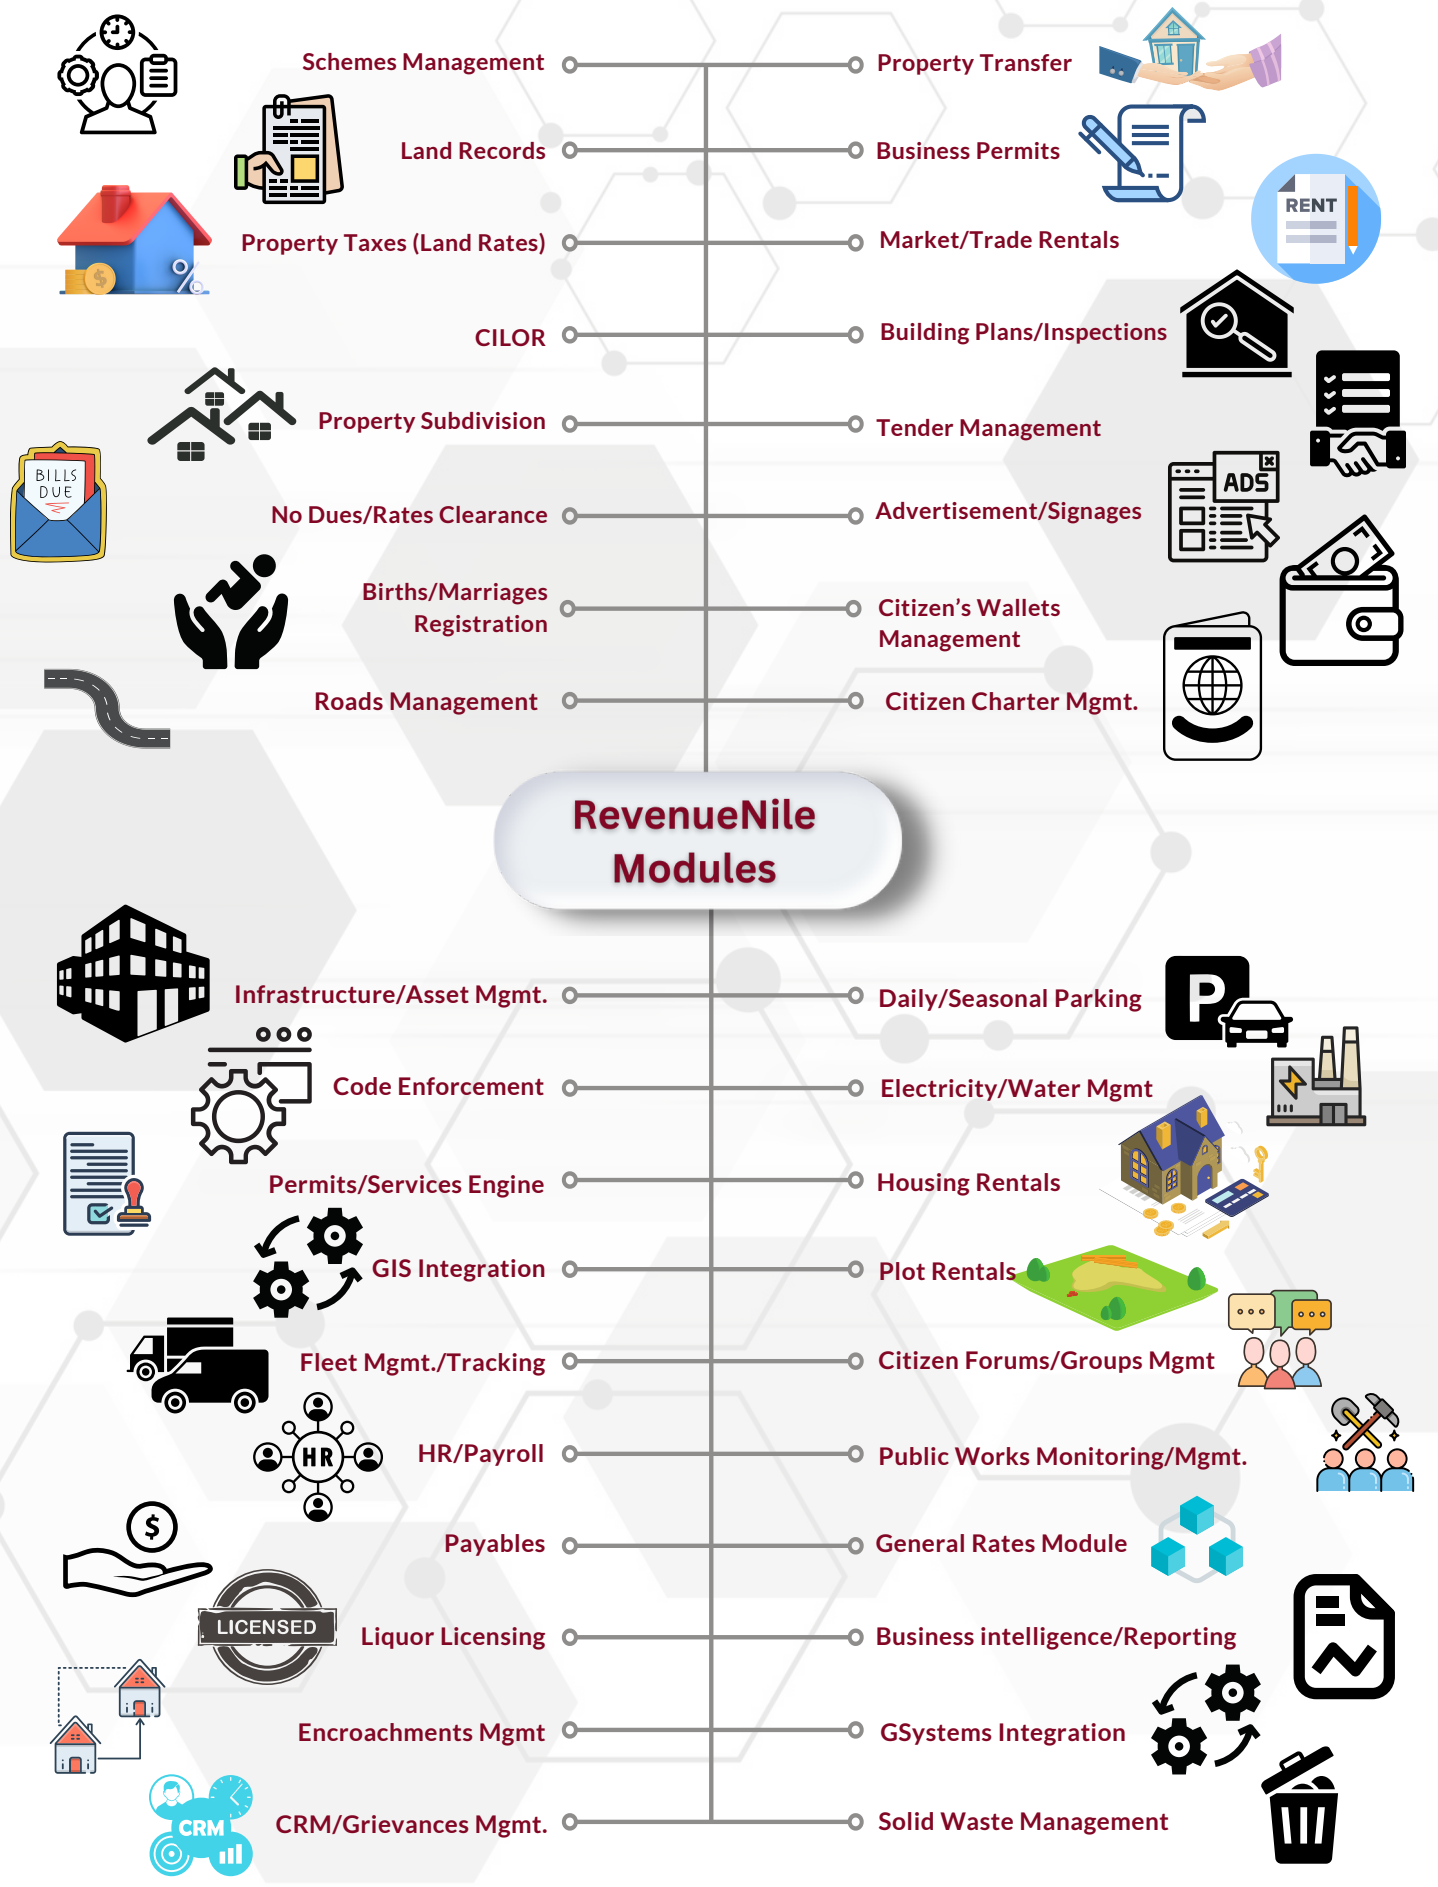 Schemes Management
Property Transfer
Land Records
Business Permits
RENT
Property Taxes (Land Rates)
Market/Trade Rentals
$
%
CILOR
Building Plans/Inspections
Property Subdivision
Tender Management
BILLS
DUE
ADS
x
No Dues/Rates Clearance
Advertisement/Signages
Births/Marriages
Registration
Citizen’s Wallets
Management
Roads Management
Citizen Charter Mgmt.
RevenueNile
Modules
Infrastructure/Asset Mgmt.
Daily/Seasonal Parking
P
Code Enforcement
Electricity/Water Mgmt
Permits/Services Engine
Housing Rentals
GIS Integration
Plot Rentals
Fleet Mgmt./Tracking
Citizen Forums/Groups Mgmt
HR
HR/Payroll
Public Works Monitoring/Mgmt.
$
Payables
General Rates Module
LICENSED
Liquor Licensing
Business intelligence/Reporting
Encroachments Mgmt
GSystems Integration
CRM
CRM/Grievances Mgmt.
Solid Waste Management